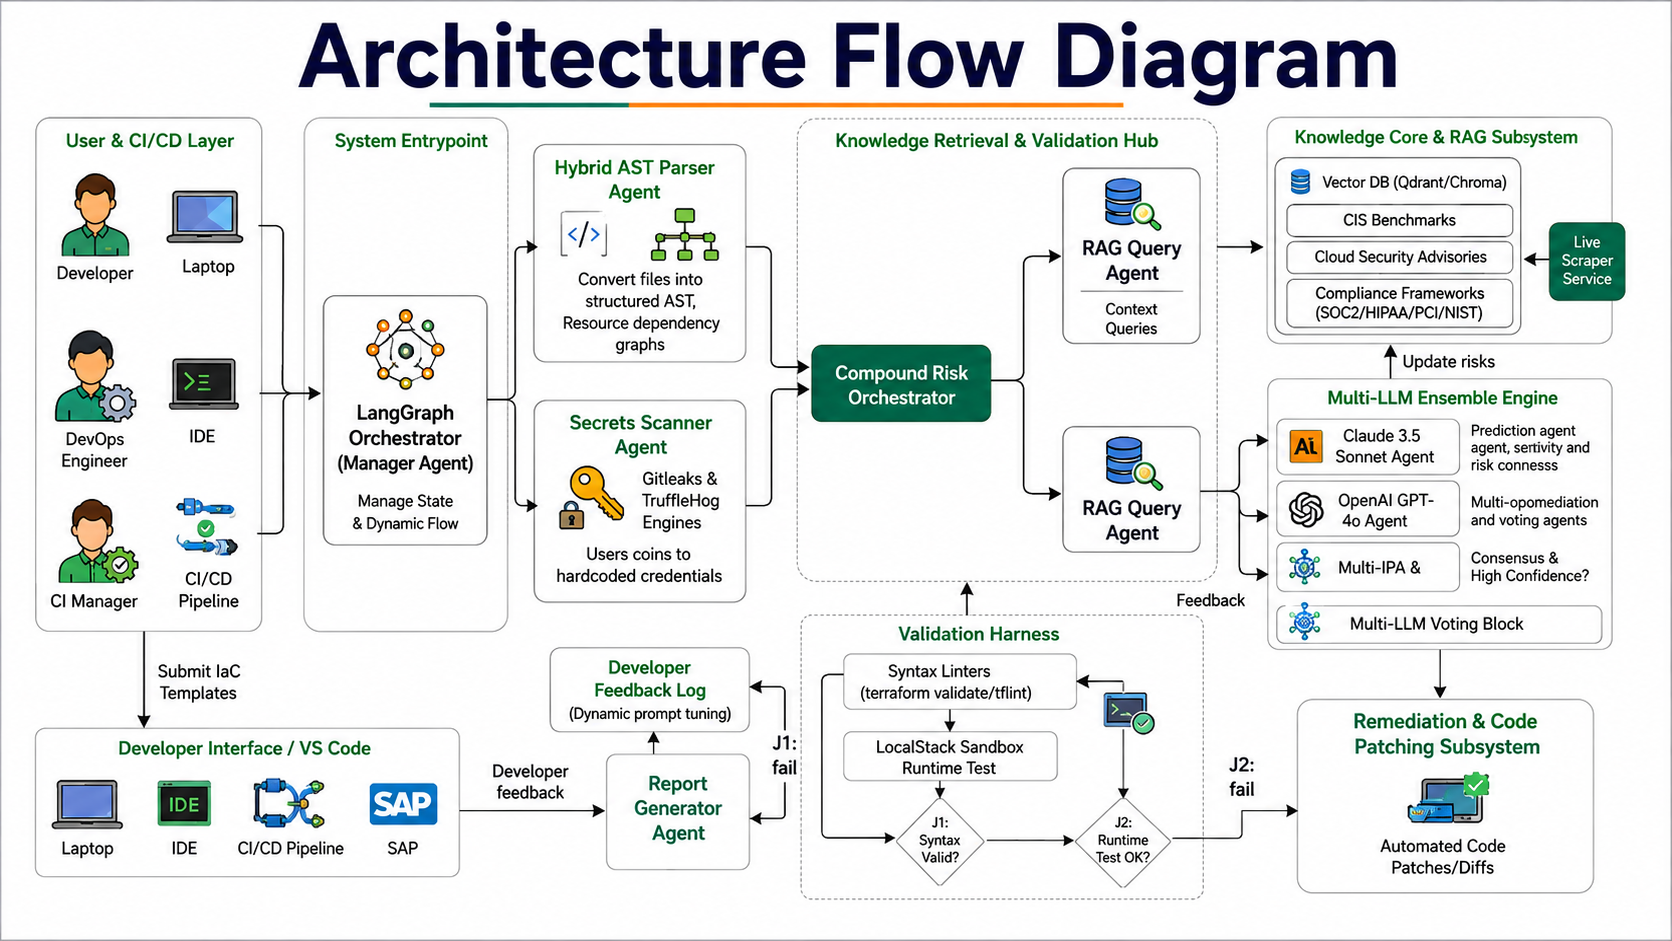 Architecture Flow Diagram
User & CI/CD Layer
Developer
Laptop
DevOps
Engineer
IDE
CI Manager
CI/CD
Pipeline
System Entrypoint
LangGraph
Orchestrator
(Manager Agent)
Manage State
& Dynamic Flow
Hybrid AST Parser
Agent
</>
Convert files into
structured AST,
Resource dependency
graphs
Secrets Scanner
Agent
Gitleaks &
TruffleHog
Engines
Users coins to
hardcoded credentials
Knowledge Retrieval & Validation Hub
Compound Risk
Orchestrator
RAG Query
Agent
Context
Queries
RAG Query
Agent
Knowledge Core & RAG Subsystem
Vector DB (Qdrant/Chroma)
CIS Benchmarks
Cloud Security Advisories
Compliance Frameworks
(SOC2/HIPAA/PCI/NIST)
Live
Scraper
Service
Update risks
Multi-LLM Ensemble Engine
AI
Claude 3.5
Sonnet Agent
Prediction agent
agent, sertivity and
risk connesss
OpenAI GPT-
4o Agent
Multi-opomediation
and voting agents
Multi-IPA &
Consensus &
High Confidence?
Multi-LLM Voting Block
Feedback
Submit IaC
Templates
Developer Interface / VS Code
Laptop
IDE
IDE
CI/CD Pipeline
SAP
SAP
Developer
feedback
Developer
Feedback Log
(Dynamic prompt tuning)
Report
Generator
Agent
J1:
fail
Validation Harness
Syntax Linters
(terraform validate/tflint)
LocalStack Sandbox
Runtime Test
J1:
Syntax
Valid?
J2:
Runtime
Test OK?
J2:
fail
Remediation & Code
Patching Subsystem
Automated Code
Patches/Diffs